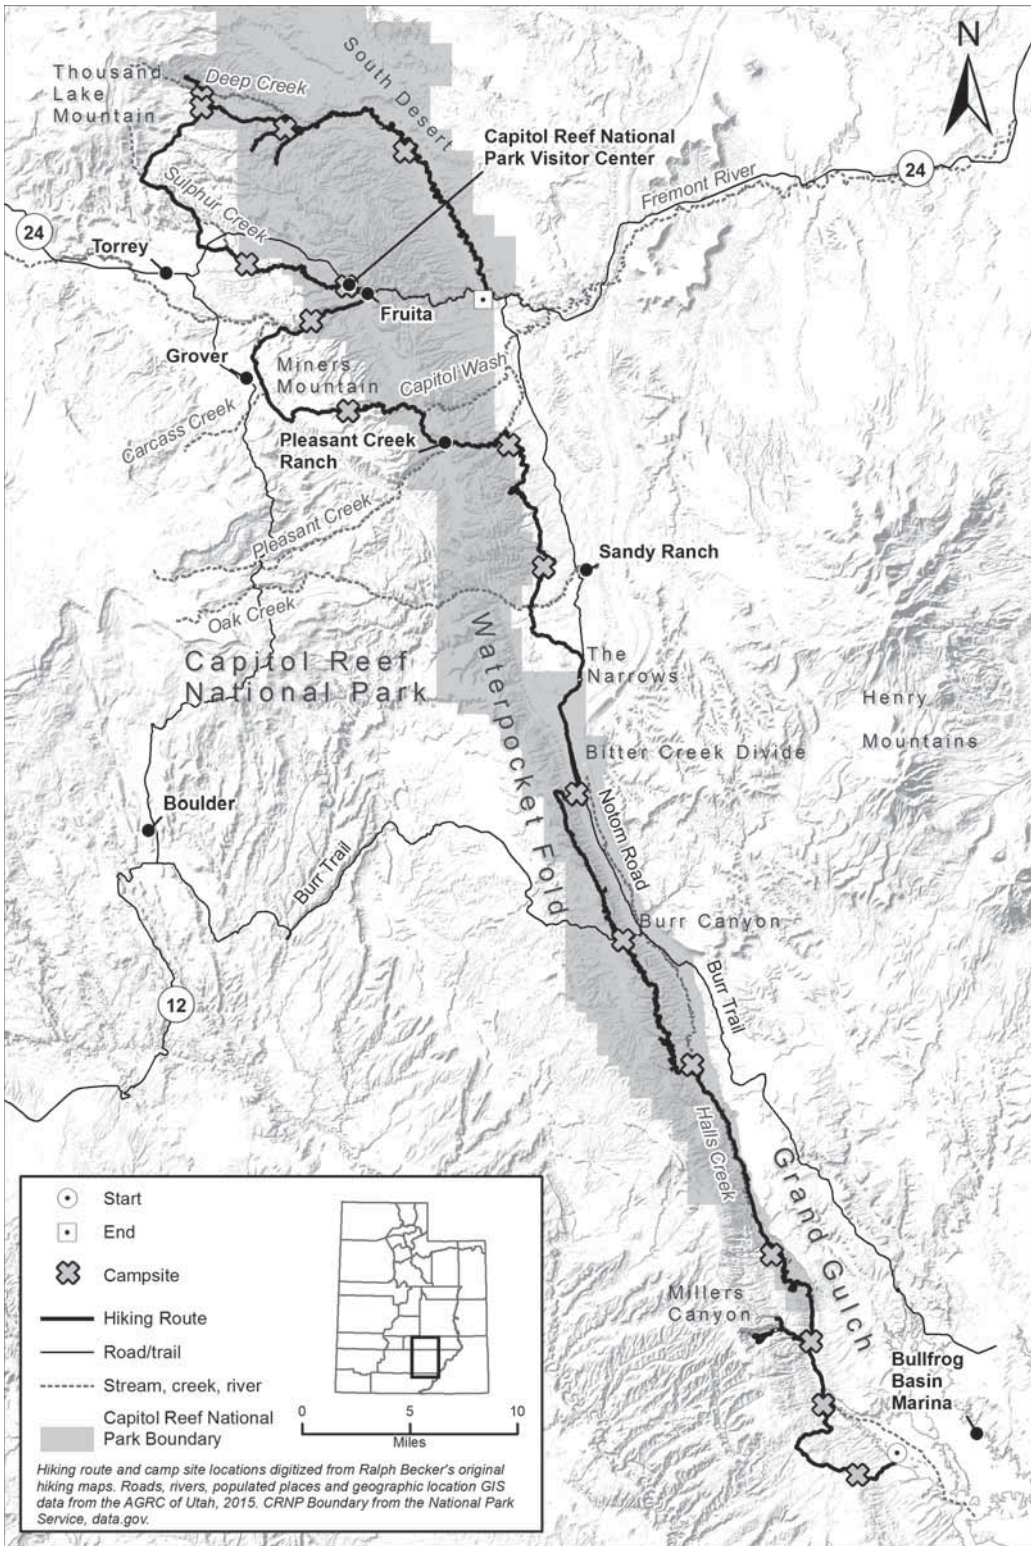 N
Thousand
Lake
Mountain
Deep Creek
South Desert
Capitol Reef National
Park Visitor Center
Fremont River
24
Sulphur Creek
24
Torrey
Fruita
Grover
Miners
Mountain
Capitol Wash
Carcass Creek
Pleasant Creek
Ranch
Pleasant Creek
Sandy Ranch
Oak Creek
Waterpocket Fold
The
Narrows
Capitol Reef
National Park
Henry
Mountains
Bitter Creek Divide
Notom Road
Boulder
Burr Trail
Burr Canyon
Burr Trail
12
Halls Creek
Grand Gulch
Millers
Canyon
Bullfrog
Basin
Marina
Start
End
Campsite
Hiking Route
Road/trail
Stream, creek, river
Capitol Reef National
Park Boundary
0 5 10
Miles
Hiking route and camp site locations digitized from Ralph Becker's original
hiking maps. Roads, rivers, populated places and geographic location GIS
data from the AGRC of Utah, 2015. CRNP Boundary from the National Park
Service, data.gov.